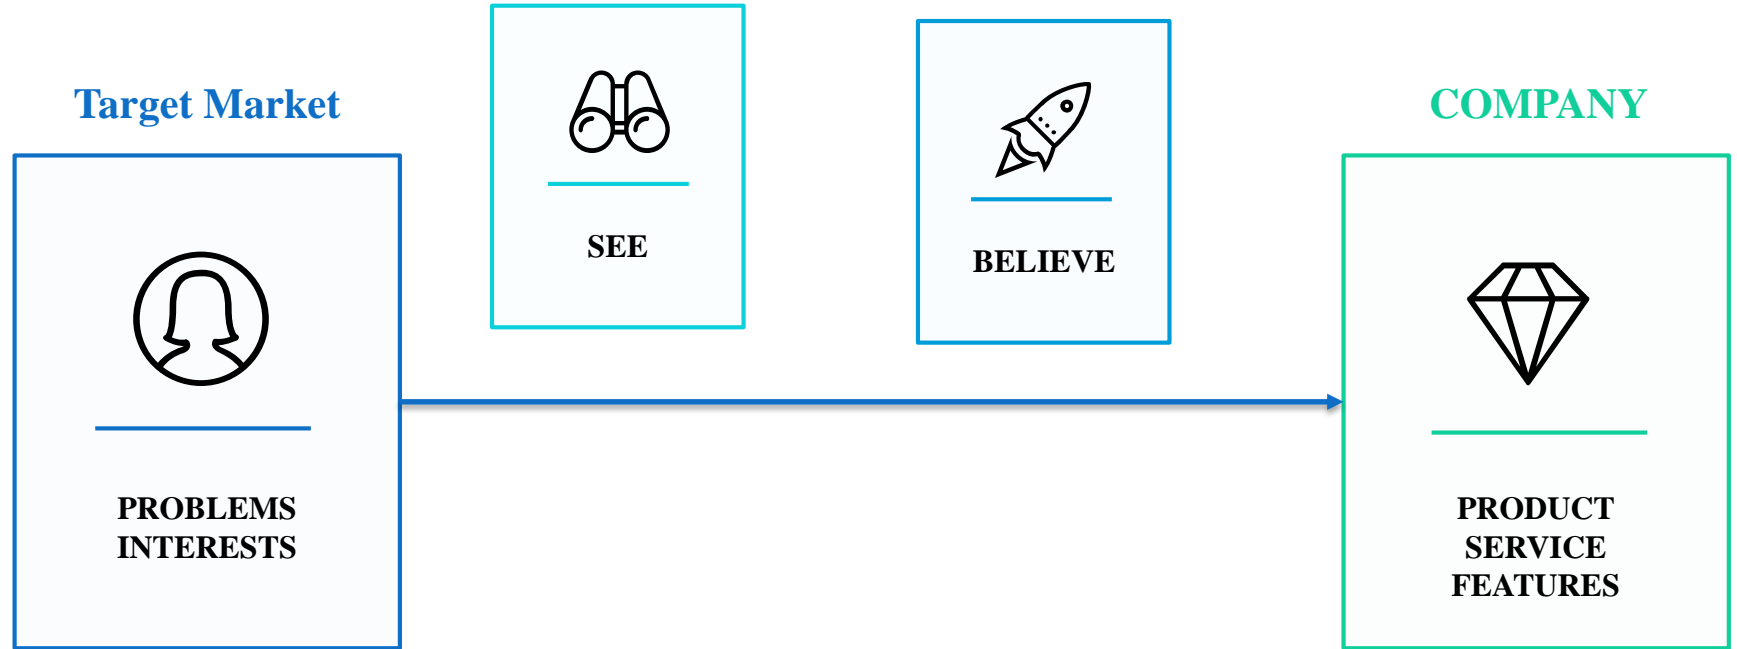 Target Market
PROBLEMS
INTERESTS
SEE
BELIEVE
COMPANY
PRODUCT
SERVICE
FEATURES